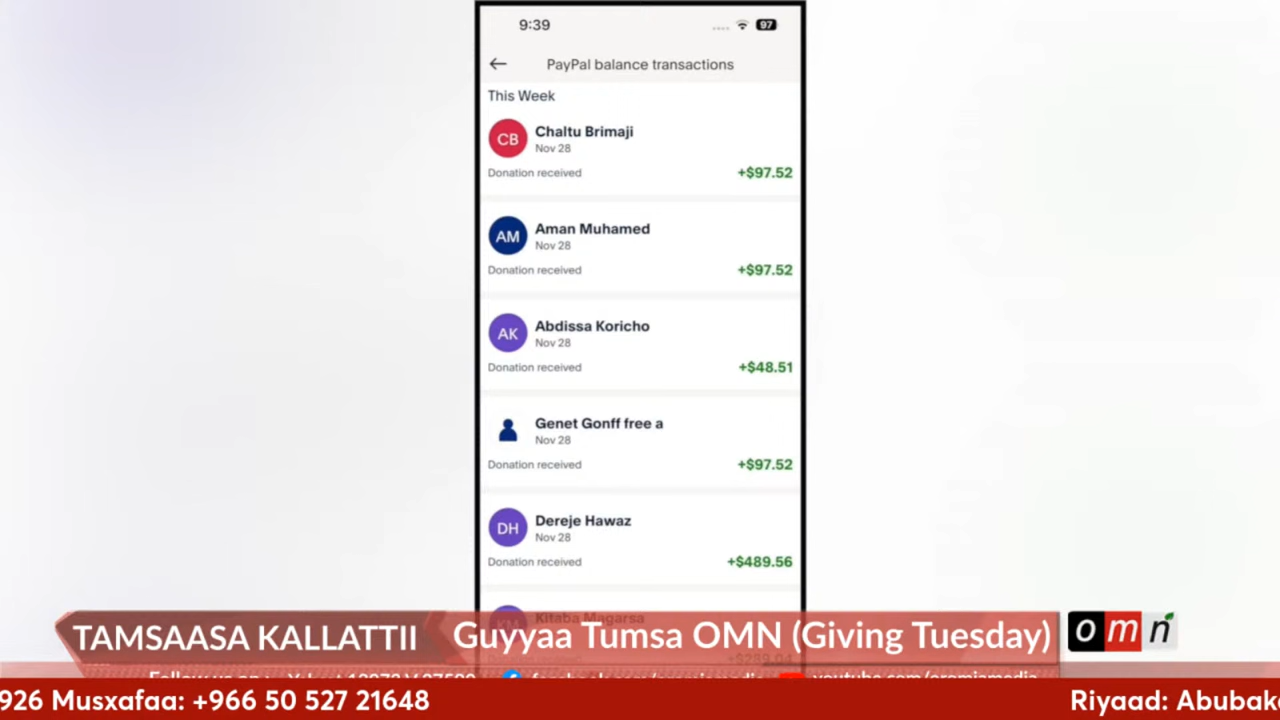 9:39
97
PayPal balance transactions
This Week
CB
Chaltu Brimaji
Nov 28
Donation received
+$97.52
AM
Aman Muhamed
Nov 28
Donation received
+$97.52
AK
Abdissa Koricho
Nov 28
Donation received
+$48.51
Genet Gonff free a
Nov 28
Donation received
+$97.52
DH
Dereje Hawaz
Nov 28
Donation received
+$489.56
Kitaba Magarsa
TAMSAASA KALLATTII
Guyyaa Tumsa OMN (Giving Tuesday)
omn
926 Musxafaa: +966 50 527 21648
Riyaad: Abubak